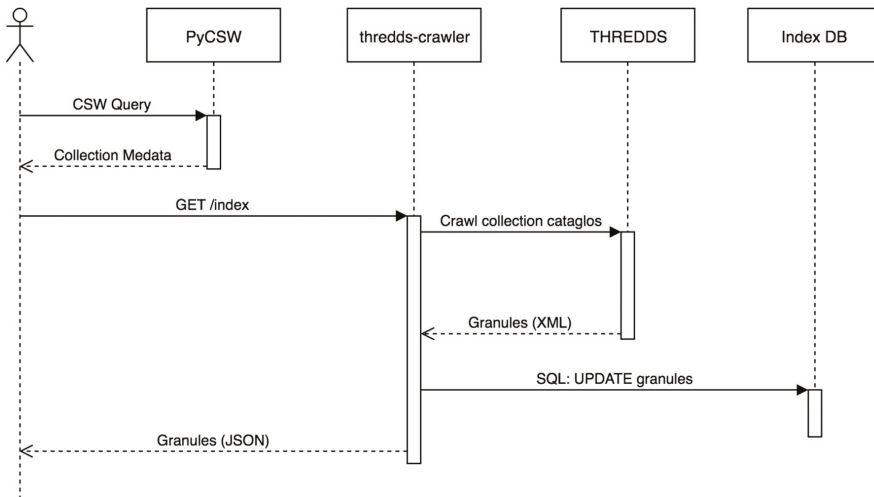 PyCSW
thredds-crawler
THREDDS
Index DB
CSW Query
Collection Medata
GET /index
Crawl collection cataglos
Granules (XML)
SQL: UPDATE granules
Granules (JSON)